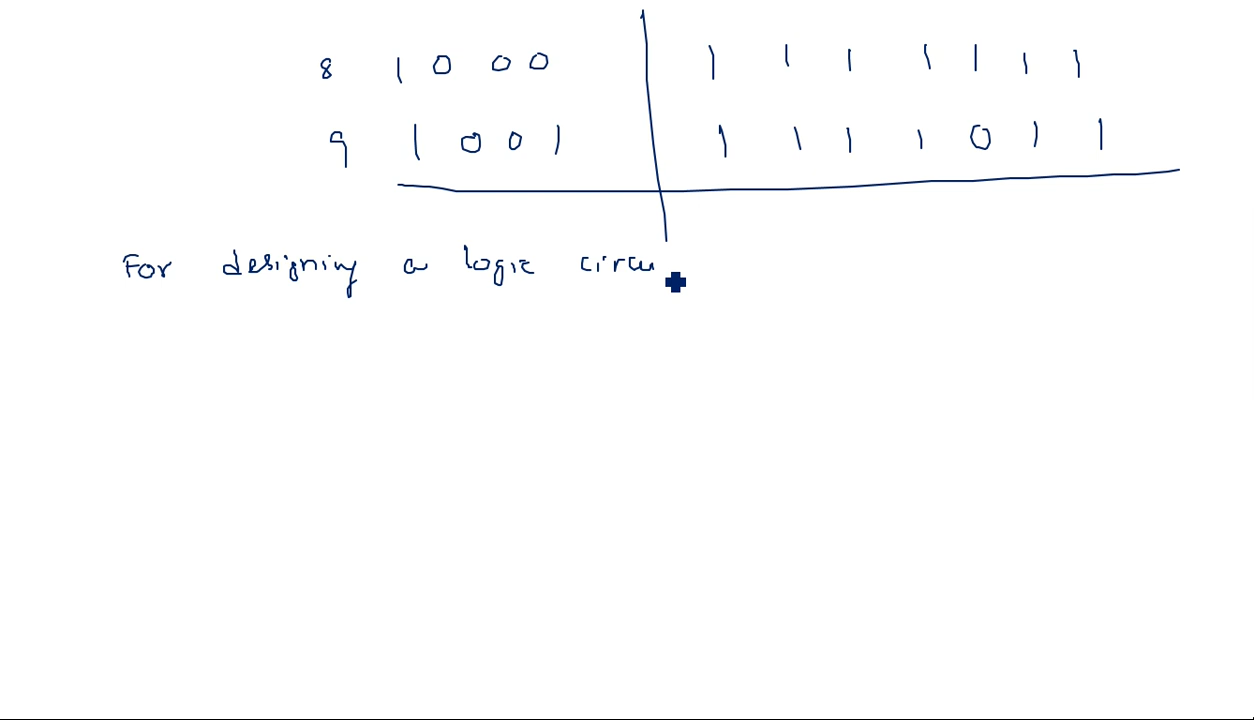 8 1 0 0 0 1 1 1 1 1 1 1
9 1 0 0 1 1 1 1 1 0 1 1
For designing a logic circu